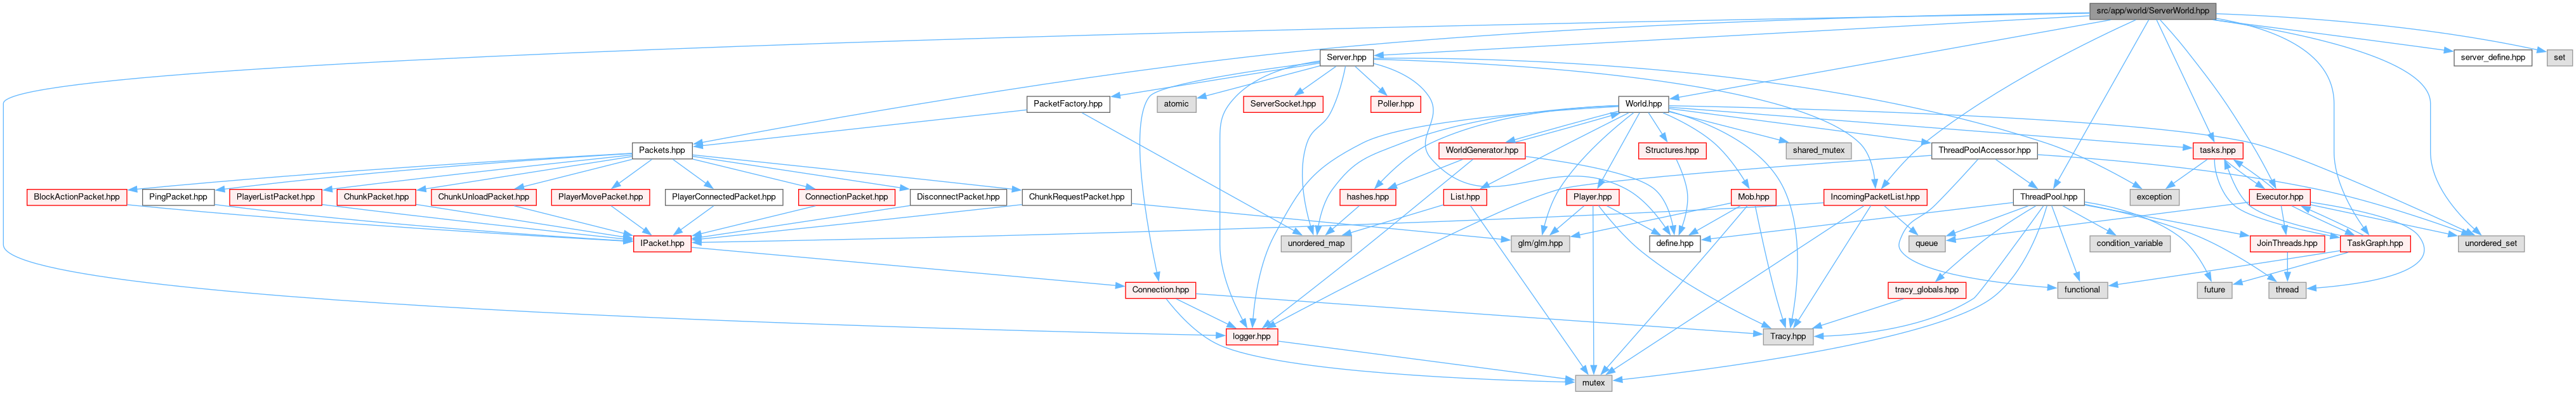 src/app/world/ServerWorld.hpp
Server.hpp
server_define.hpp
set
PacketFactory.hpp
atomic
ServerSocket.hpp
Poller.hpp
World.hpp
Packets.hpp
WorldGenerator.hpp
Structures.hpp
shared_mutex
ThreadPoolAccessor.hpp
tasks.hpp
BlockActionPacket.hpp
PingPacket.hpp
PlayerListPacket.hpp
ChunkPacket.hpp
ChunkUnloadPacket.hpp
PlayerMovePacket.hpp
PlayerConnectedPacket.hpp
ConnectionPacket.hpp
DisconnectPacket.hpp
ChunkRequestPacket.hpp
hashes.hpp
List.hpp
Player.hpp
Mob.hpp
IncomingPacketList.hpp
ThreadPool.hpp
exception
Executor.hpp
IPacket.hpp
unordered_map
glm/glm.hpp
define.hpp
queue
condition_variable
JoinThreads.hpp
TaskGraph.hpp
unordered_set
Connection.hpp
tracy_globals.hpp
functional
future
thread
logger.hpp
Tracy.hpp
mutex